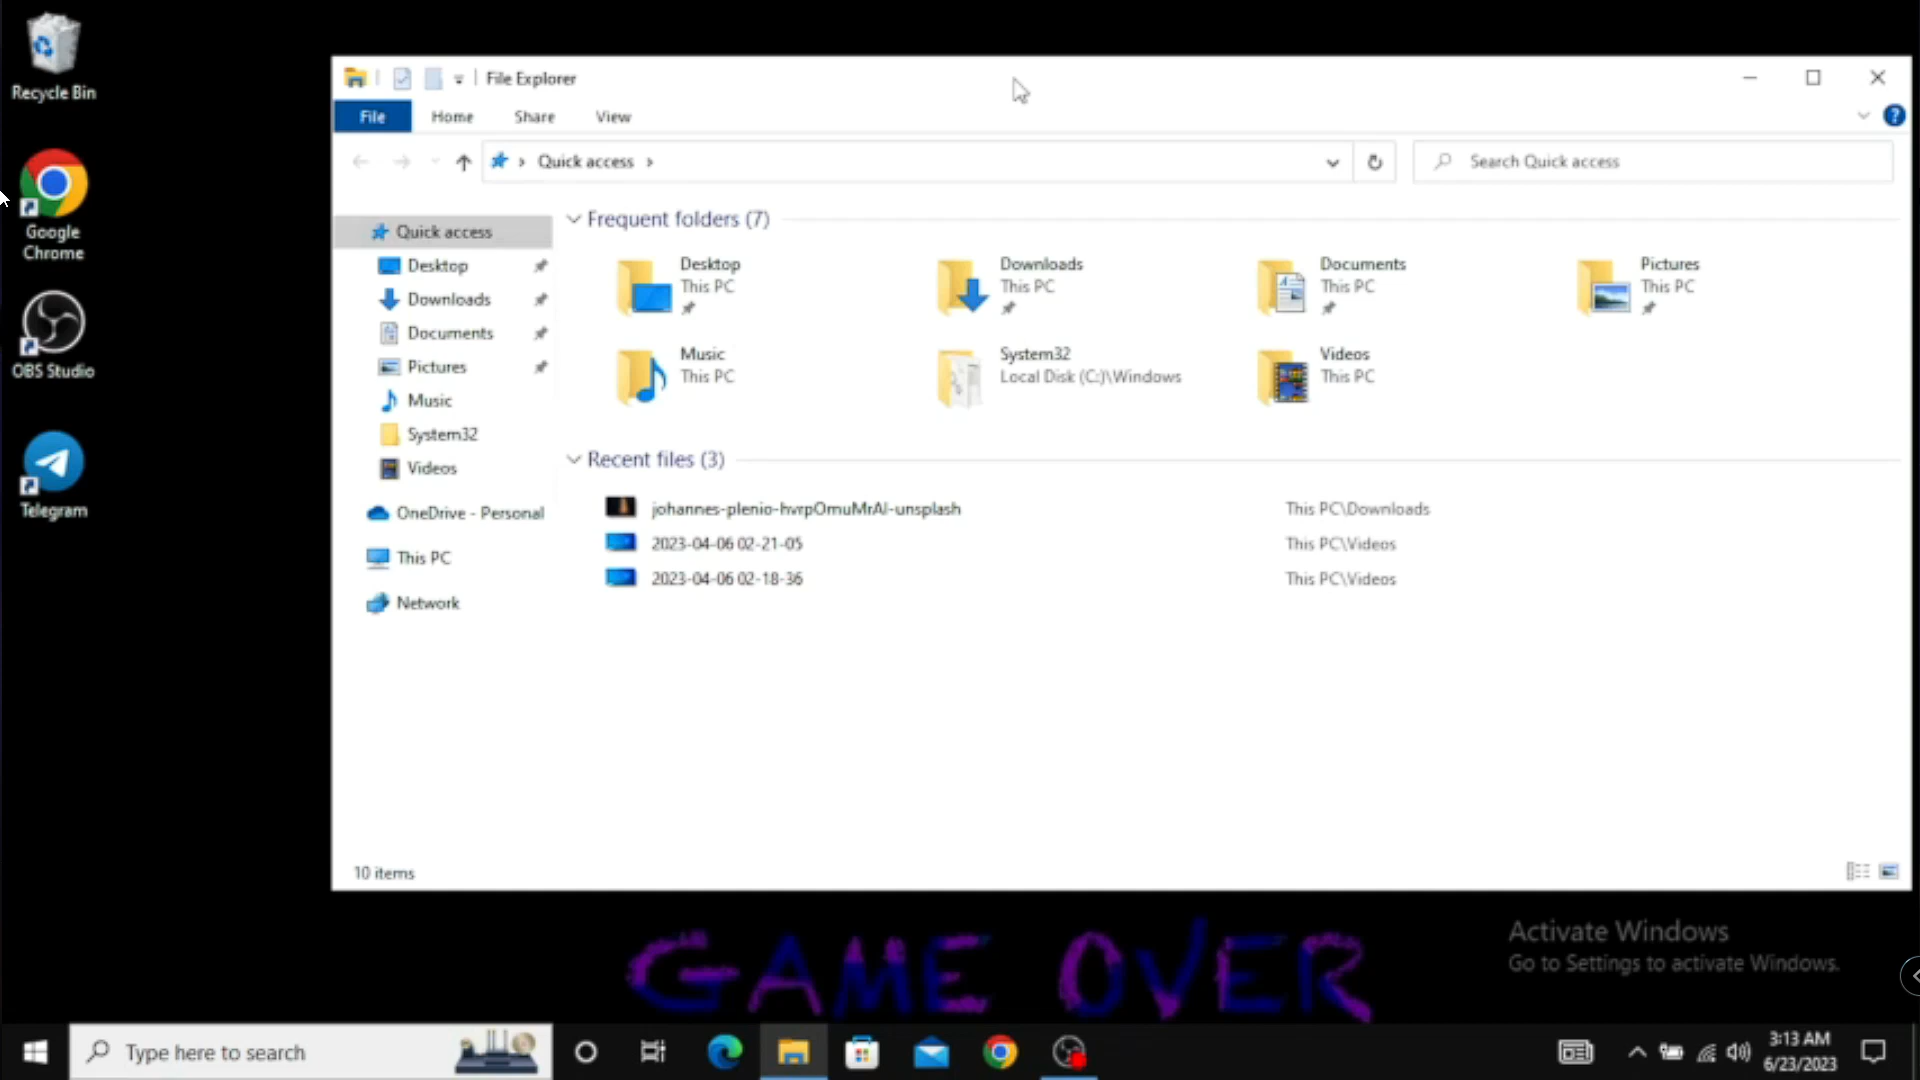 Recycle Bin
Google
Chrome
OBS Studio
Telegram
File Explorer
File Home Share View
Quick access
Search Quick access
Quick access
Desktop
Downloads
Documents
Pictures
Music
System32
Videos
OneDrive - Personal
This PC
Network
Frequent folders (7)
Desktop
This PC
Downloads
This PC
Documents
This PC
Pictures
This PC
Music
This PC
System32
Local Disk (C:)\Windows
Videos
This PC
Recent files (3)
johannes-plenio-hvrpOmuMrAI-unsplash This PC\Downloads
2023-04-06 02-21-05 This PC\Videos
2023-04-06 02-18-36 This PC\Videos
10 items
GAME OVER
Activate Windows
Go to Settings to activate Windows.
Type here to search
3:13 AM
6/23/2023